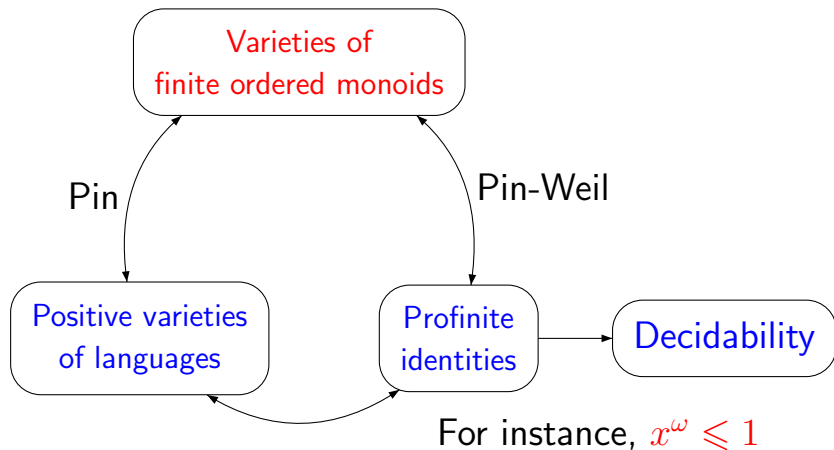 Varieties of
finite ordered monoids
Pin
Pin-Weil
Positive varieties
of languages
Profinite
identities
Decidability
For instance, x^ω ⩽ 1